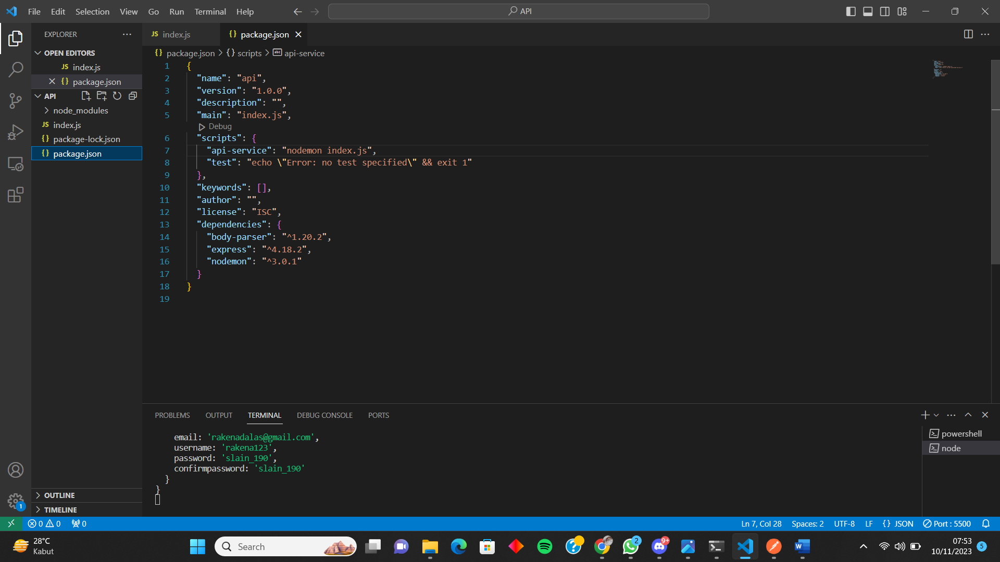 File Edit Selection View Go Run Terminal Help
API
EXPLORER
OPEN EDITORS
JS index.js
{} package.json
API
node_modules
JS index.js
{} package-lock.json
{} package.json
OUTLINE
TIMELINE
JS index.js
{} package.json
{} package.json > {} scripts > abc api-service
1 {
2 "name": "api",
3 "version": "1.0.0",
4 "description": "",
5 "main": "index.js",
Debug
6 "scripts": {
7 "api-service": "nodemon index.js",
8 "test": "echo \"Error: no test specified\" && exit 1"
9 },
10 "keywords": [],
11 "author": "",
12 "license": "ISC",
13 "dependencies": {
14 "body-parser": "^1.20.2",
15 "express": "^4.18.2",
16 "nodemon": "^3.0.1"
17 }
18 }
19
PROBLEMS OUTPUT TERMINAL DEBUG CONSOLE PORTS
email: 'rakenadalas@gmail.com',
username: 'rakena123',
password: 'slain_190',
confirmpassword: 'slain_190'
}
}
powershell
node
1
0 0 0
Ln 7, Col 28 Spaces: 2 UTF-8 LF {} JSON Port : 5500
28°C
Kabut
Search
2
9+
W
07:53
10/11/2023
5